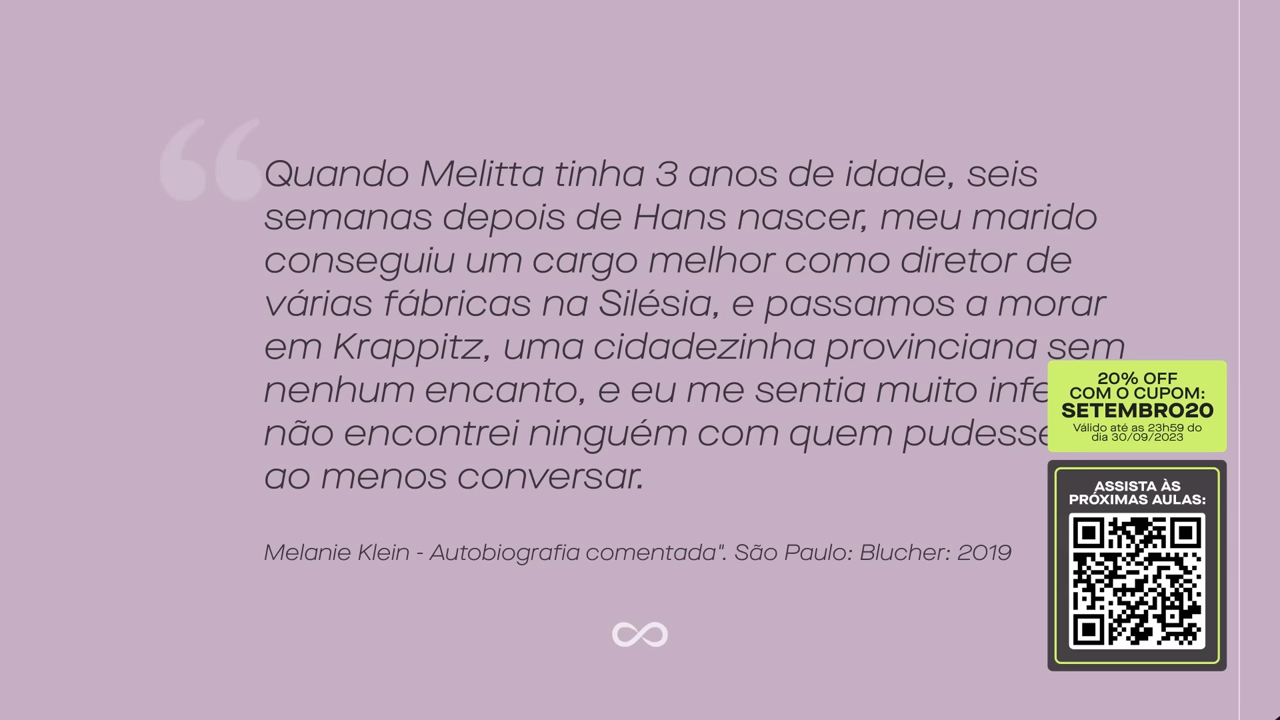 Quando Melitta tinha 3 anos de idade, seis
semanas depois de Hans nascer, meu marido
conseguiu um cargo melhor como diretor de
várias fábricas na Silésia, e passamos a morar
em Krappitz, uma cidadezinha provinciana sem
nenhum encanto, e eu me sentia muito
não encontrei ninguém com quem
ao menos conversar.
Melanie Klein - Autobiografia comentada". São Paulo: Blucher: 2019
20% OFF
COM O CUPOM:
SETEMBRO20
Válido até as 23h59 do
dia 30/09/2023
ASSISTA ÀS
PRÓXIMAS AULAS: